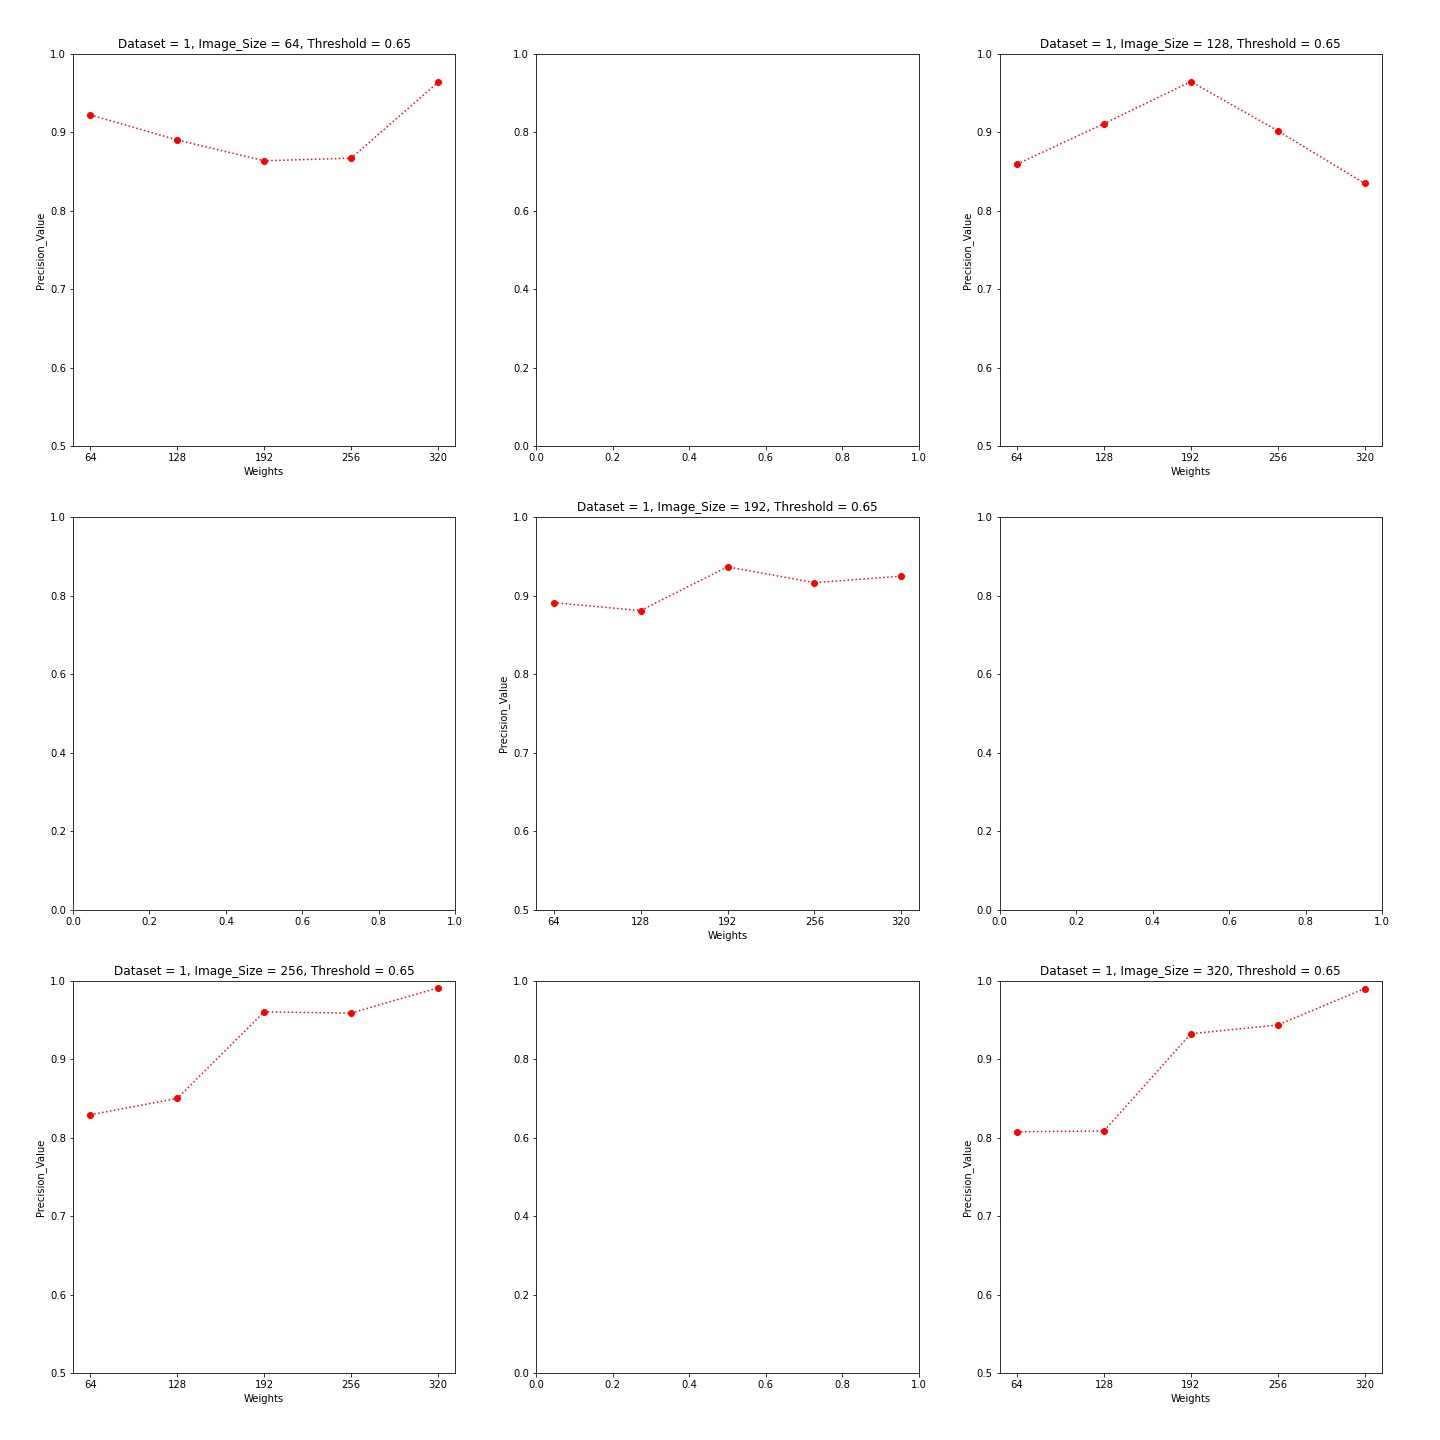 Dataset = 1, Image_Size = 64, Threshold = 0.65
1.0
0.9
0.8
0.7
0.6
0.5
Precision_Value
64 128 192 256 320
Weights
1.0
0.8
0.6
0.4
0.2
0.0
0.0 0.2 0.4 0.6 0.8 1.0
Dataset = 1, Image_Size = 128, Threshold = 0.65
1.0
0.9
0.8
0.7
0.6
0.5
Precision_Value
64 128 192 256 320
Weights
1.0
0.8
0.6
0.4
0.2
0.0
0.0 0.2 0.4 0.6 0.8 1.0
Dataset = 1, Image_Size = 192, Threshold = 0.65
1.0
0.9
0.8
0.7
0.6
0.5
Precision_Value
64 128 192 256 320
Weights
1.0
0.8
0.6
0.4
0.2
0.0
0.0 0.2 0.4 0.6 0.8 1.0
Dataset = 1, Image_Size = 256, Threshold = 0.65
1.0
0.9
0.8
0.7
0.6
0.5
Precision_Value
64 128 192 256 320
Weights
1.0
0.8
0.6
0.4
0.2
0.0
0.0 0.2 0.4 0.6 0.8 1.0
Dataset = 1, Image_Size = 320, Threshold = 0.65
1.0
0.9
0.8
0.7
0.6
0.5
Precision_Value
64 128 192 256 320
Weights